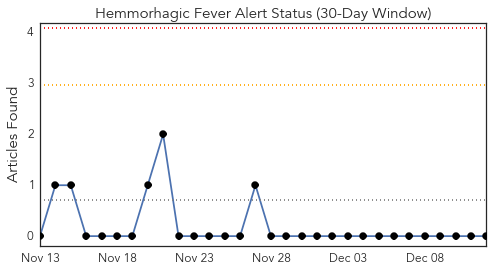 Hemmorhagic Fever Alert Status (30-Day Window)
4
3
2
1
0
Articles Found
Nov 13 Nov 18 Nov 23 Nov 28 Dec 03 Dec 08